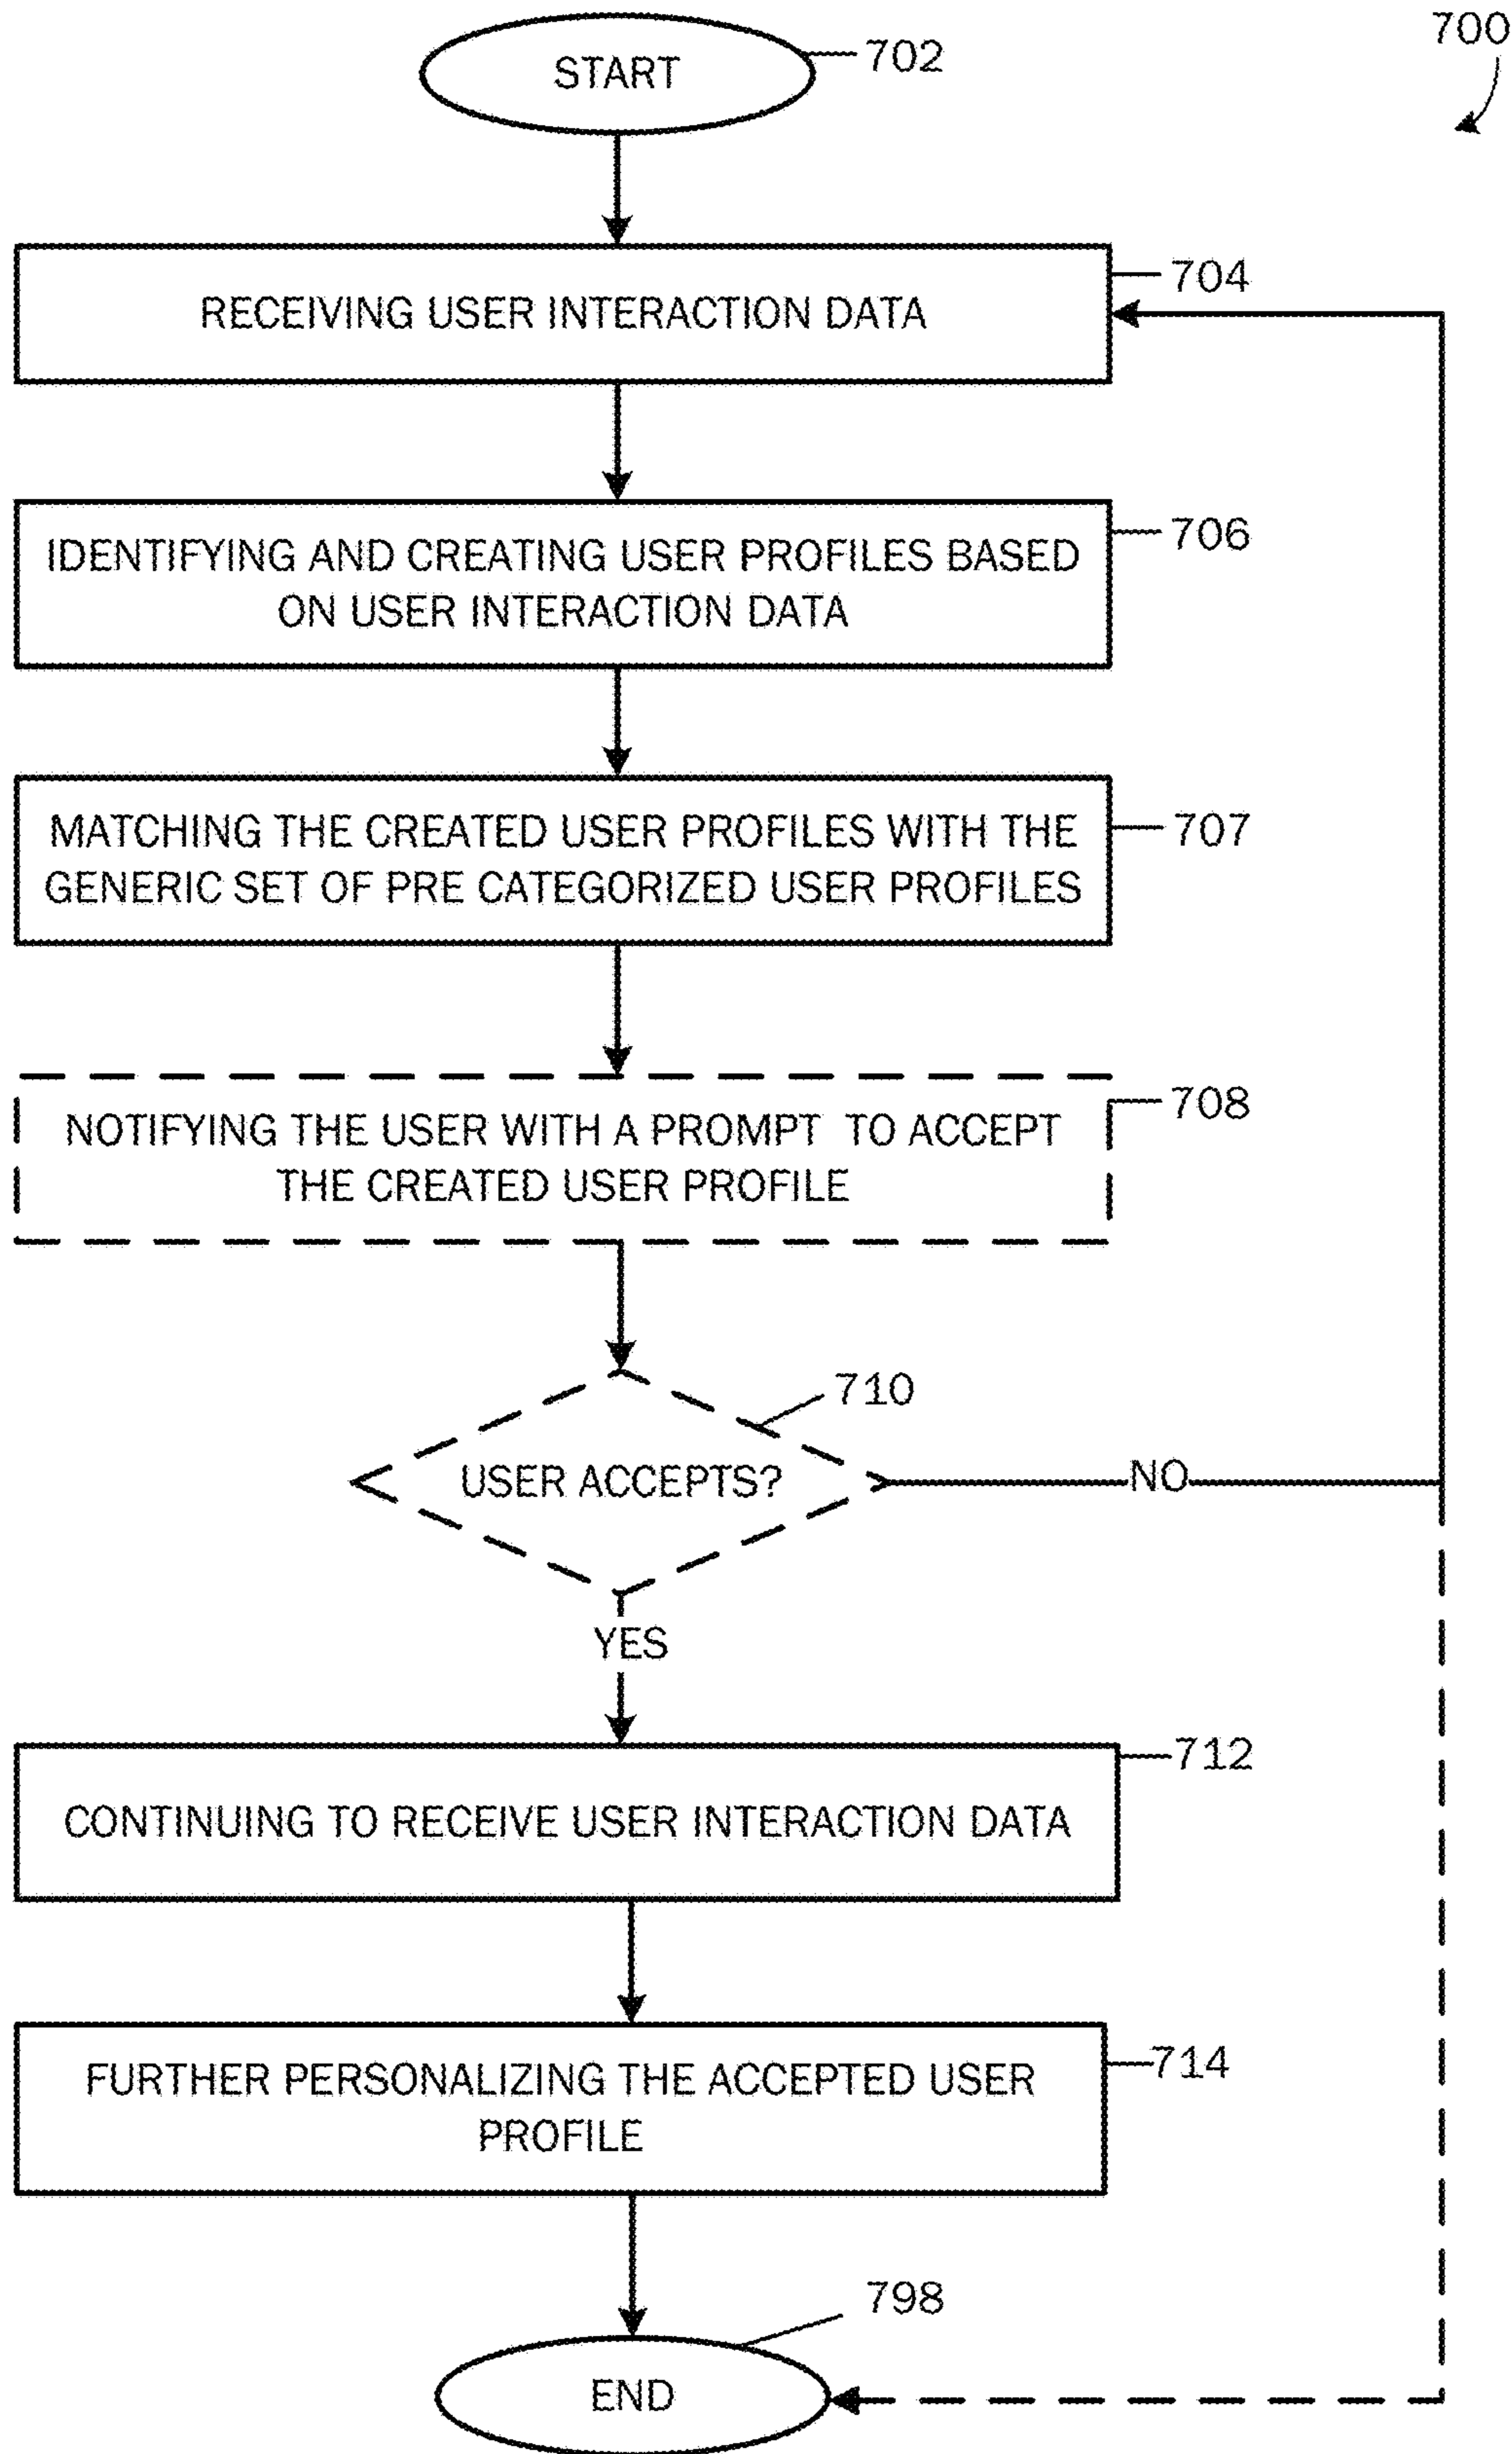 700
START
702
RECEIVING USER INTERACTION DATA
704
IDENTIFYING AND CREATING USER PROFILES BASED
ON USER INTERACTION DATA
706
MATCHING THE CREATED USER PROFILES WITH THE
GENERIC SET OF PRE CATEGORIZED USER PROFILES
707
NOTIFYING THE USER WITH A PROMPT TO ACCEPT
THE CREATED USER PROFILE
708
710
USER ACCEPTS?
NO
YES
712
CONTINUING TO RECEIVE USER INTERACTION DATA
714
FURTHER PERSONALIZING THE ACCEPTED USER
PROFILE
798
END